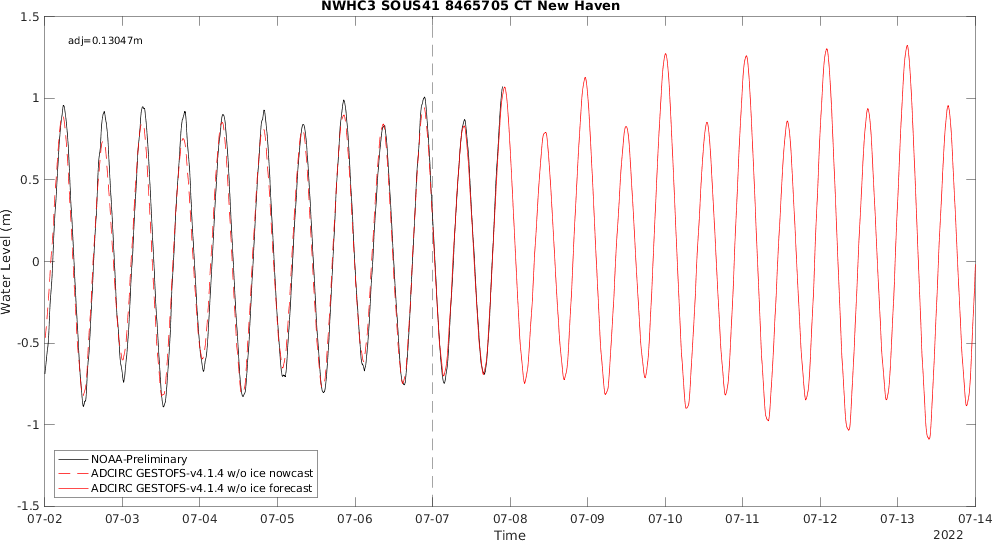 NWHC3 SOUS41 8465705 CT New Haven
adj=0.13047m
1.5
1
0.5
0
-0.5
-1
-1.5
Water Level (m)
NOAA-Preliminary
ADCIRC GESTOFS-v4.1.4 w/o ice nowcast
ADCIRC GESTOFS-v4.1.4 w/o ice forecast
07-02 07-03 07-04 07-05 07-06 07-07 07-08 07-09 07-10 07-11 07-12 07-13 07-14
Time
2022